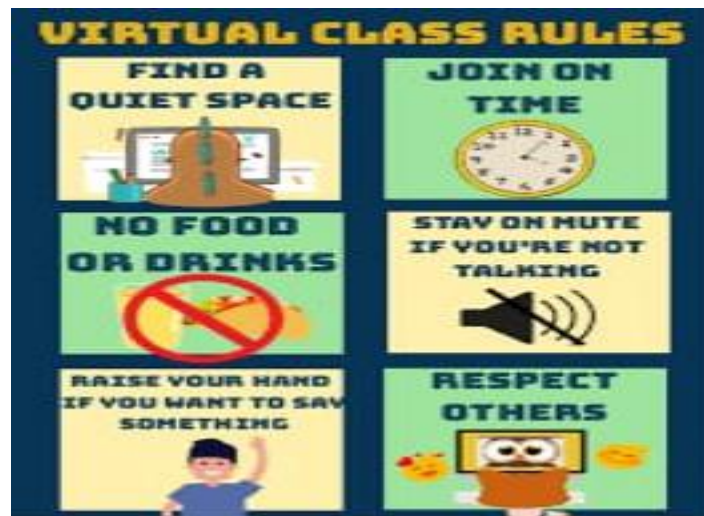 VIRTUAL CLASS RULES
FIND A
QUIET SPACE
JOIN ON
TIME
NO FOOD
OR DRINKS
STAY ON MUTE
IF YOU'RE NOT
TALKING
RAISE YOUR HAND
IF YOU WANT TO SAY
SOMETHING
RESPECT
OTHERS